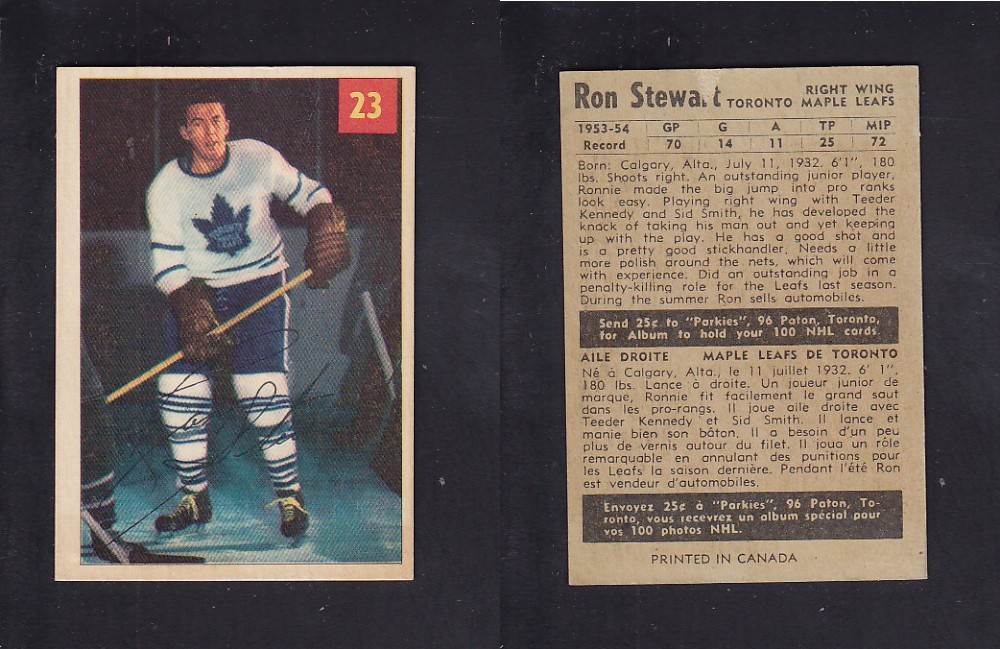 23
Ron Stewart
RIGHT WING
TORONTO MAPLE LEAFS
1953-54 GP G A TP MIP
Record 70 14 11 25 72
Born: Calgary, Alta., July 11, 1932. 6'1", 180
lbs. Shoots right. An outstanding junior player,
Ronnie made the big jump into pro ranks
look easy. Playing right wing with Teeder
Kennedy and Sid Smith, he has developed the
knack of taking his man out and yet keeping
up with the play. He has a good shot and
is a pretty good stickhandler. Needs a little
more polish around the nets, which will come
with experience. Did an outstanding job in a
penalty-killing role for the Leafs last season.
During the summer Ron sells automobiles.
Send 25¢ to "Parkies", 96 Paton, Toronto,
for Album to hold your 100 NHL cards.
AILE DROITE MAPLE LEAFS DE TORONTO
Né à Calgary, Alta., le 11 juillet 1932. 6' 1",
180 lbs. Lance à droite. Un joueur junior de
marque, Ronnie fit facilement le grand saut
dans les pro-rangs. Il joue aile droite avec
Teeder Kennedy et Sid Smith. Il lance et
manie bien son bâton. Il a besoin d'un peu
plus de vernis autour du filet. Il joua un rôle
remarquable en annulant des punitions pour
les Leafs la saison dernière. Pendant l'été Ron
est vendeur d'automobiles.
Envoyez 25¢ à "Parkies", 96 Paton, To-
ronto, vous recevrez un album spécial pour
vos 100 photos NHL.
PRINTED IN CANADA